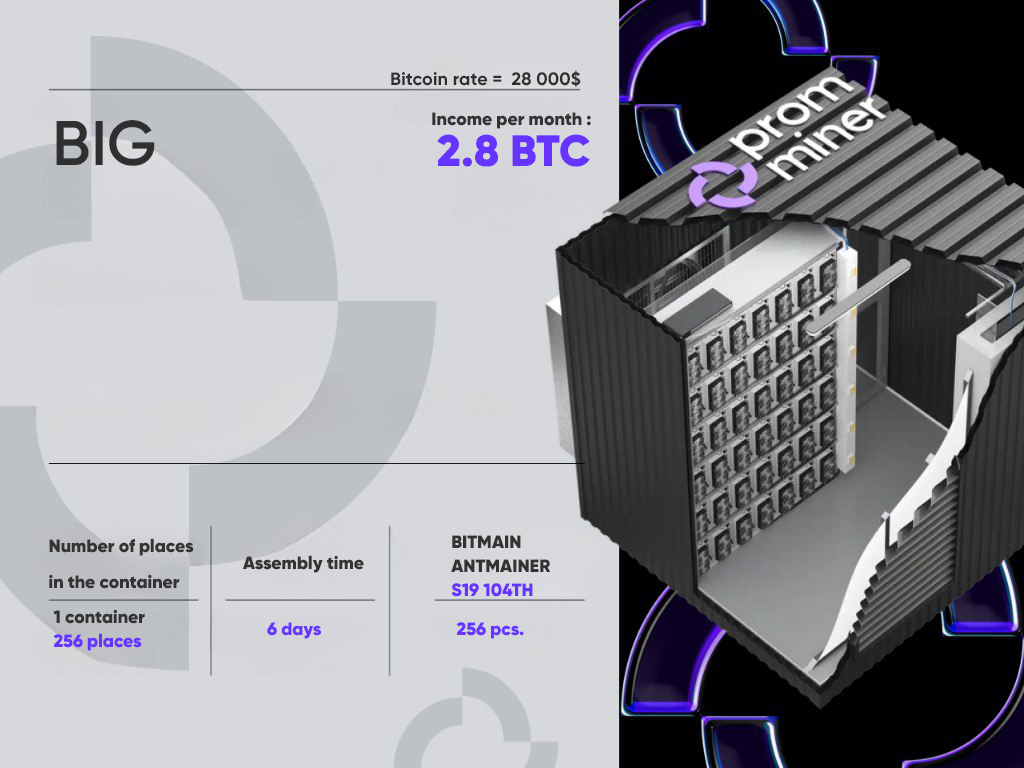 Bitcoin rate = 28 000$
BIG
Income per month :
2.8 BTC
prom
miner
Number of places
in the container
1 container
256 places
Assembly time
6 days
BITMAIN
ANTMAINER
S19 104TH
256 pcs.